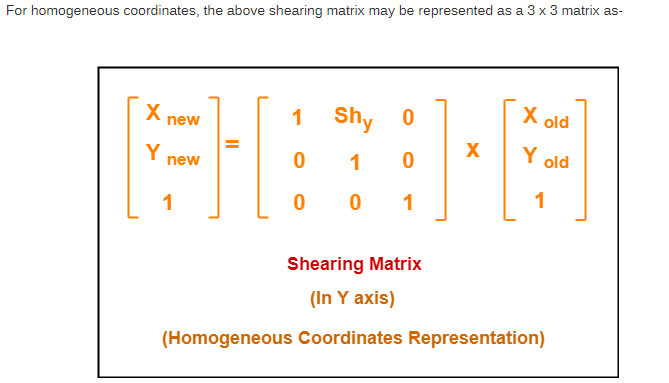 For homogeneous coordinates, the above shearing matrix may be represented as a 3 x 3 matrix as-
X new = 1 Shy 0 X X old
Y new 0 1 0 Y old
1 0 0 1 1
Shearing Matrix
(In Y axis)
(Homogeneous Coordinates Representation)